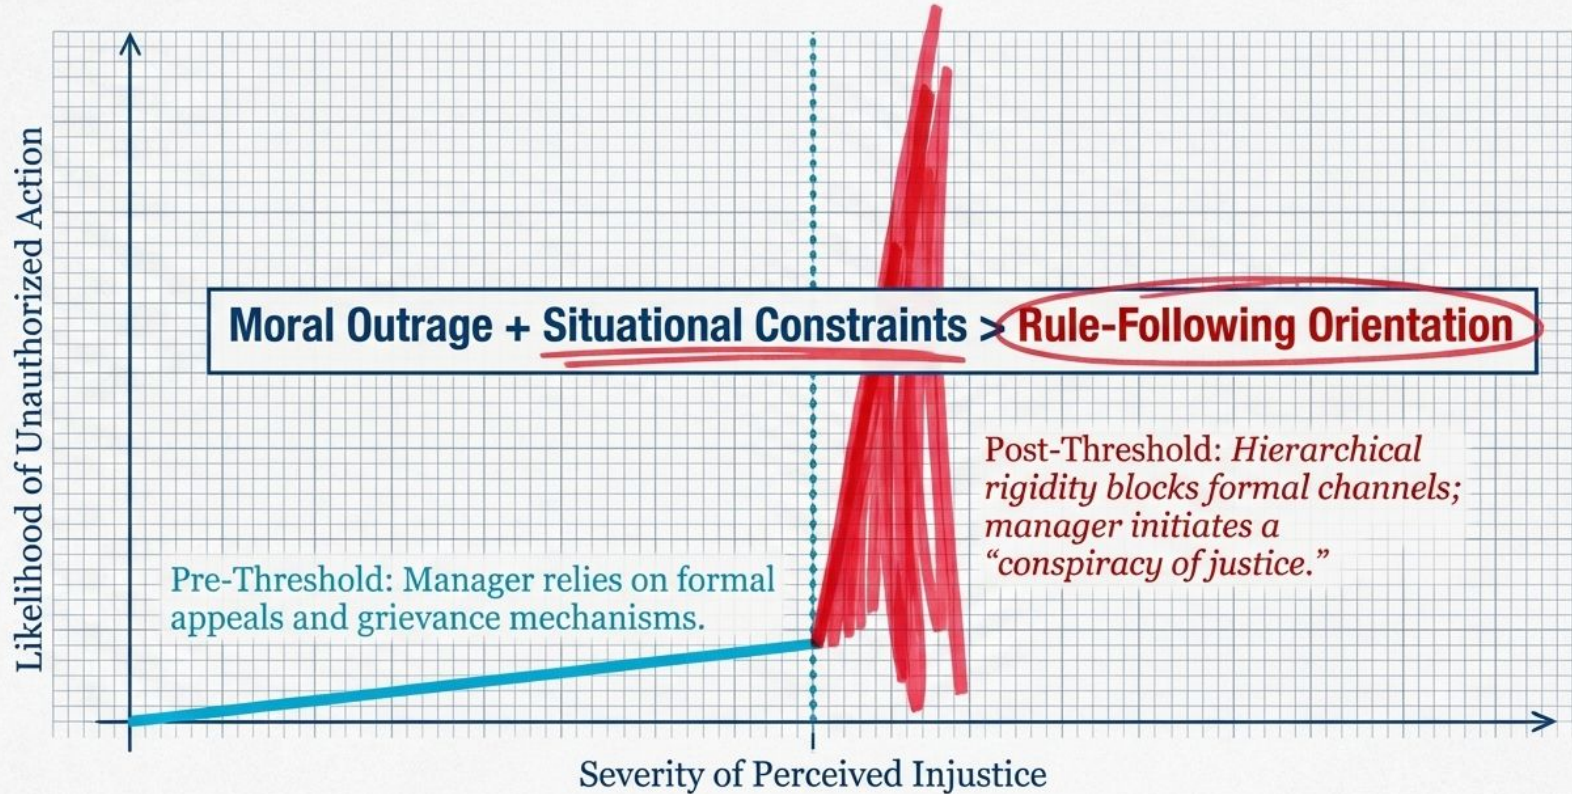 Likelihood of Unauthorized Action
Moral Outrage + Situational Constraints > Rule-Following Orientation
Pre-Threshold: Manager relies on formal
appeals and grievance mechanisms.
Post-Threshold: Hierarchical
rigidity blocks formal channels;
manager initiates a
“conspiracy of justice.”
Severity of Perceived Injustice